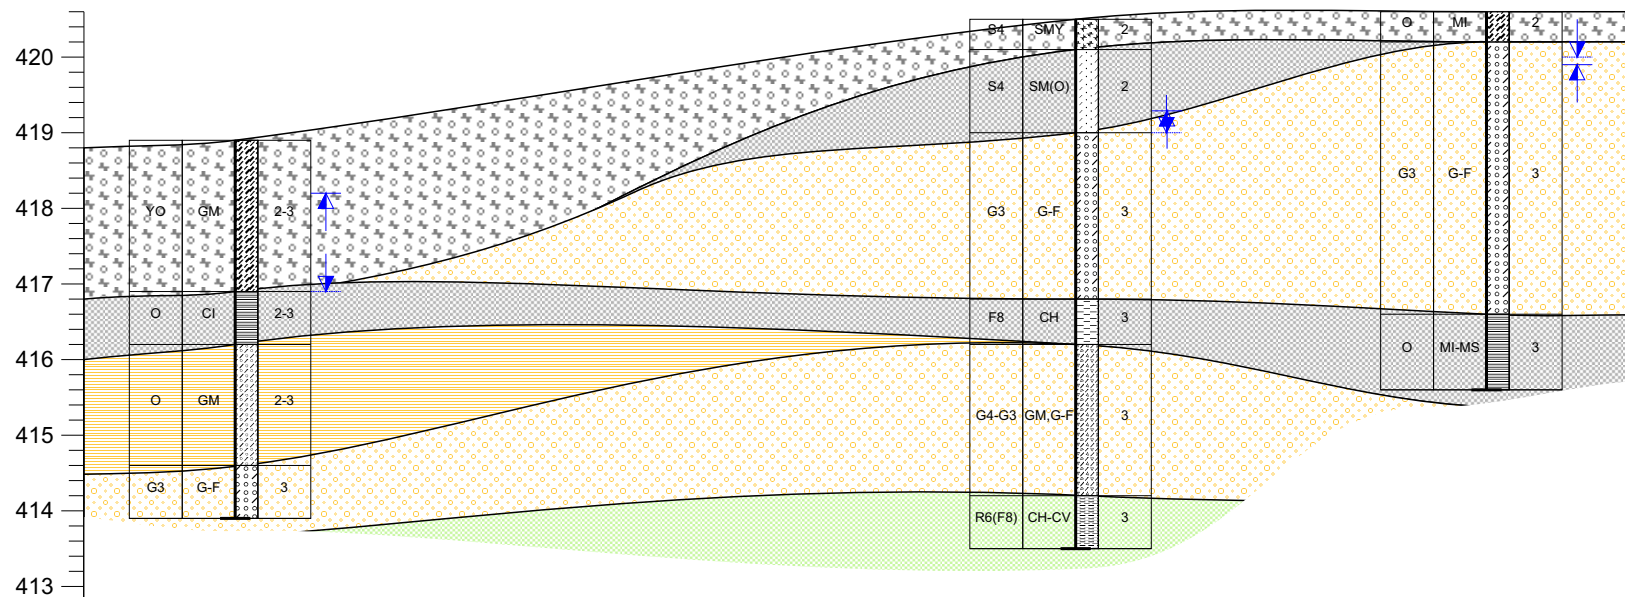 O MI 2
S4 SMY 2
420
S4 SM(O) 2
419
G3 G-F 3
418
YO GM 2-3
G3 G-F 3
417
O CI 2-3
F8 CH 3
O MI-MS 3
416
O GM 2-3
G4-G3 GM,G-F 3
415
G3 G-F 3
414
R6(F8) CH-CV 3
413